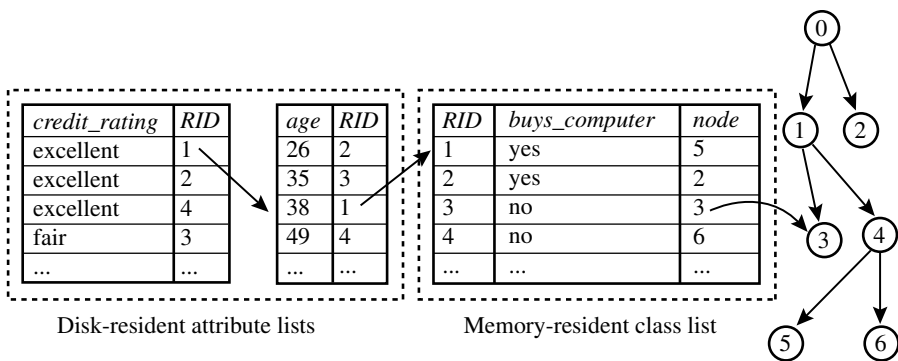 credit_rating RID
excellent 1
excellent 2
excellent 4
fair 3
... ...
age RID
26 2
35 3
38 1
49 4
... ...
RID buys_computer node
1 yes 5
2 yes 2
3 no 3
4 no 6
... ... ...
0
1 2
3 4
5 6
Disk-resident attribute lists
Memory-resident class list